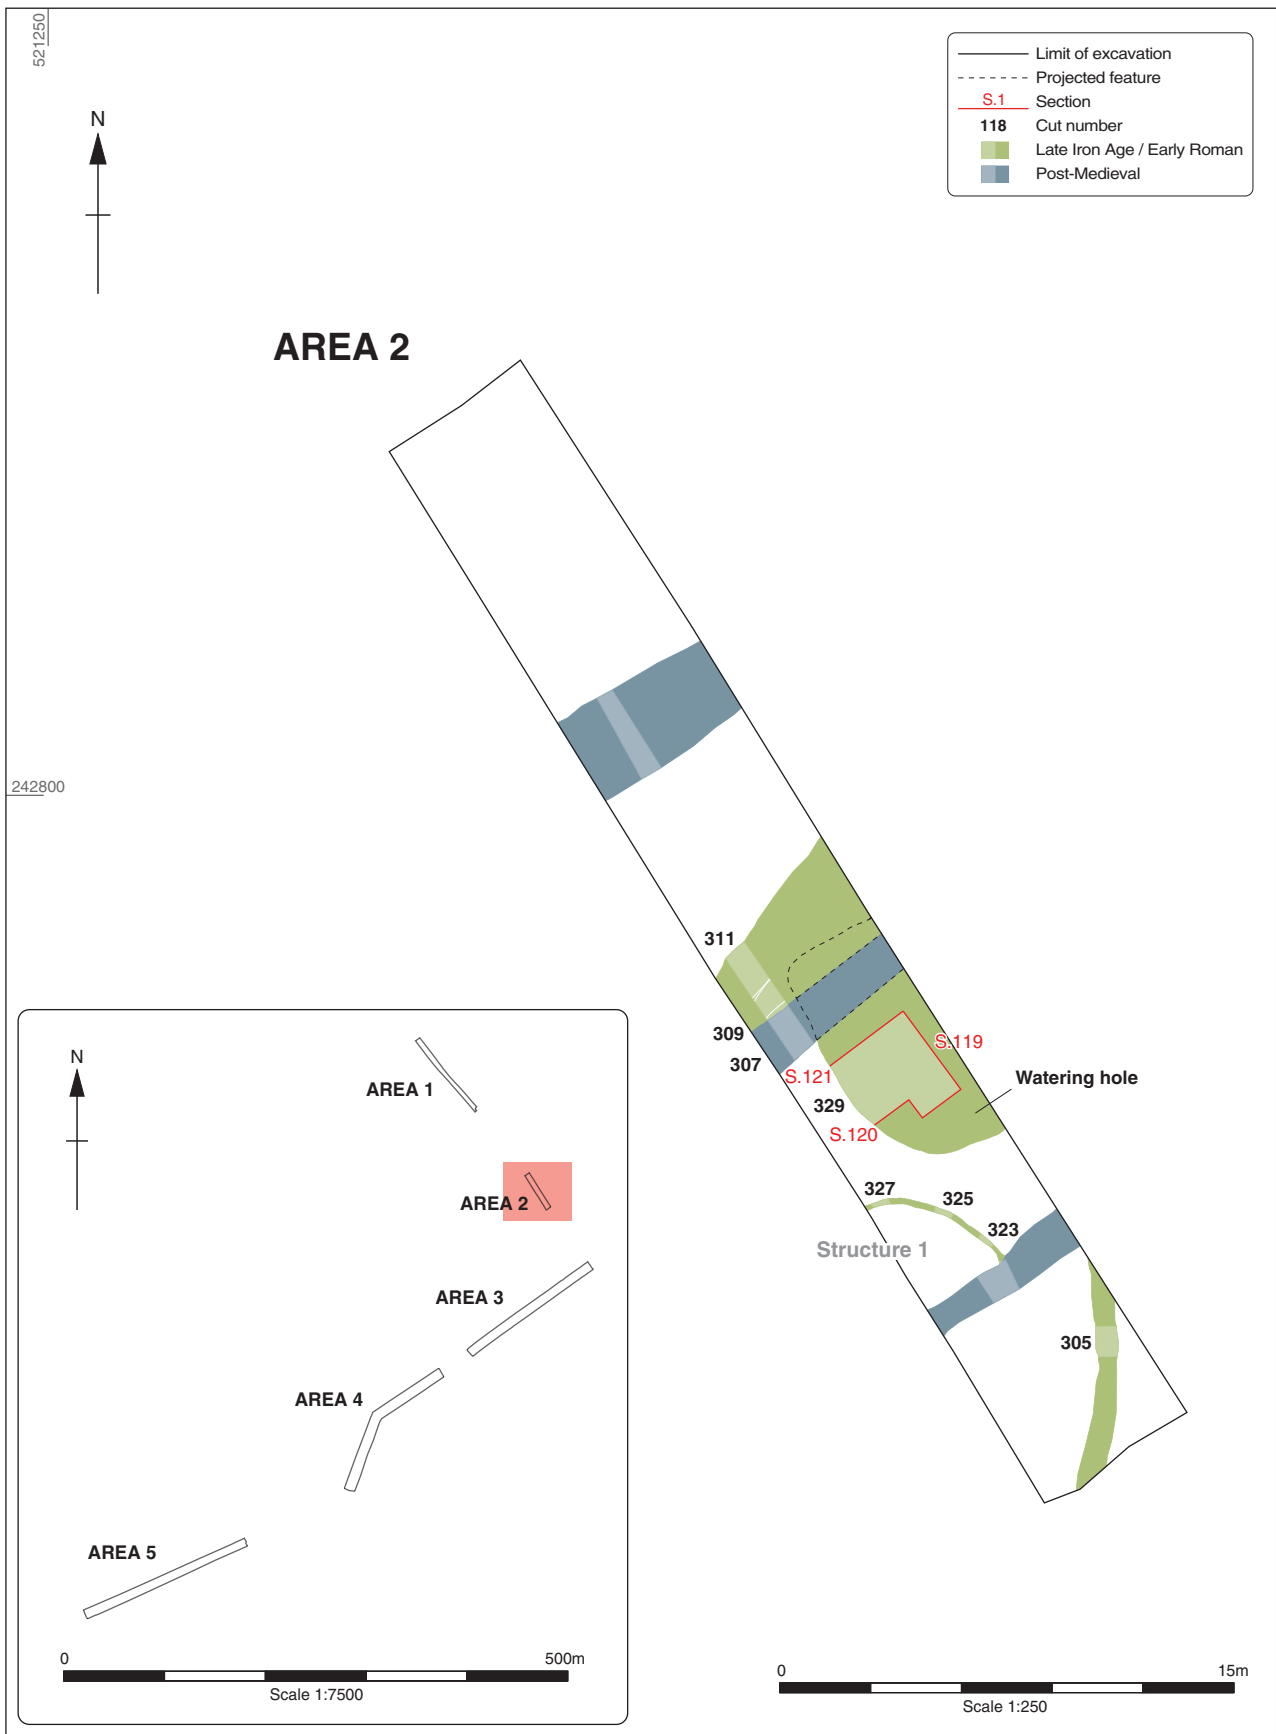 521250
Limit of excavation
Projected feature
S.1 Section
118 Cut number
Late Iron Age / Early Roman
Post-Medieval
N
AREA 2
242800
311
309
307
S.119
S.121
329
S.120
Watering hole
327
325
323
Structure 1
305
N
AREA 1
AREA 2
AREA 3
AREA 4
AREA 5
0 500m
Scale 1:7500
0 15m
Scale 1:250